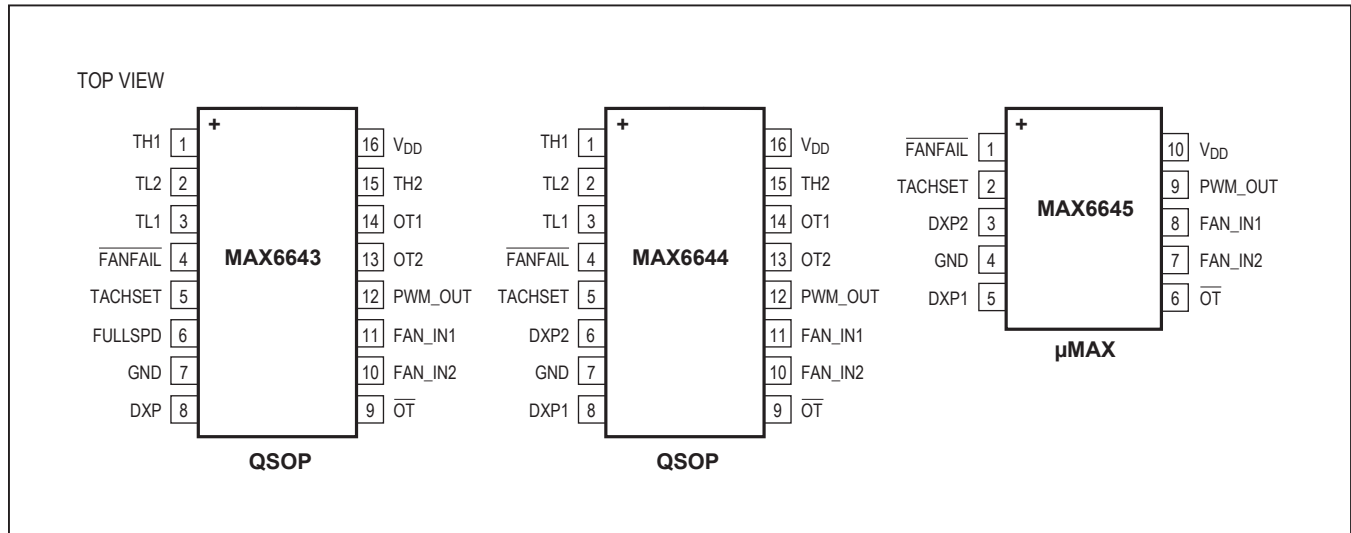 TOP VIEW
+
TH1 1
TL2 2
TL1 3
FANFAIL 4
TACHSET 5
FULLSPD 6
GND 7
DXP 8
MAX6643
16 VDD
15 TH2
14 OT1
13 OT2
12 PWM_OUT
11 FAN_IN1
10 FAN_IN2
9 OT
QSOP
+
TH1 1
TL2 2
TL1 3
FANFAIL 4
TACHSET 5
DXP2 6
GND 7
DXP1 8
MAX6644
16 VDD
15 TH2
14 OT1
13 OT2
12 PWM_OUT
11 FAN_IN1
10 FAN_IN2
9 OT
QSOP
+
FANFAIL 1
TACHSET 2
DXP2 3
GND 4
DXP1 5
MAX6645
10 VDD
9 PWM_OUT
8 FAN_IN1
7 FAN_IN2
6 OT
µMAX